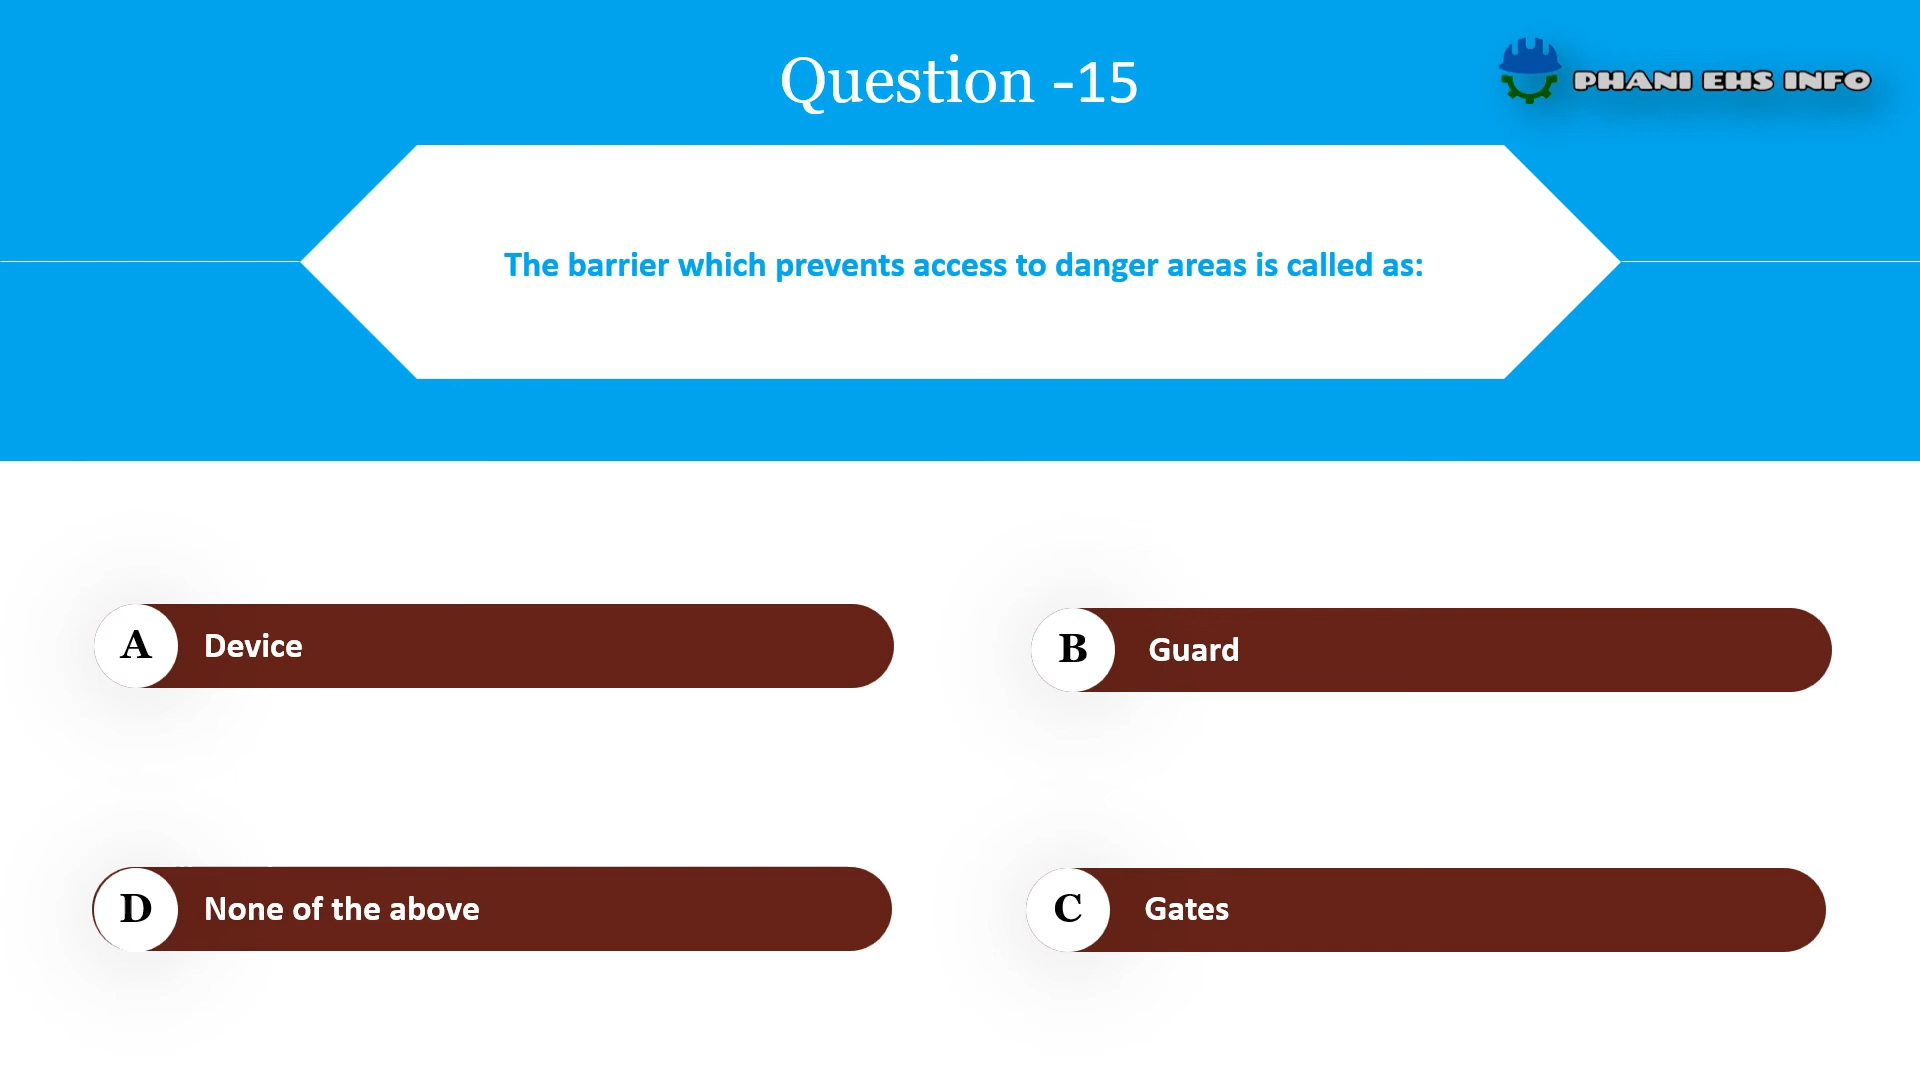 Question -15
PHANI EHS INFO
The barrier which prevents access to danger areas is called as:
A Device
B Guard
D None of the above
C Gates